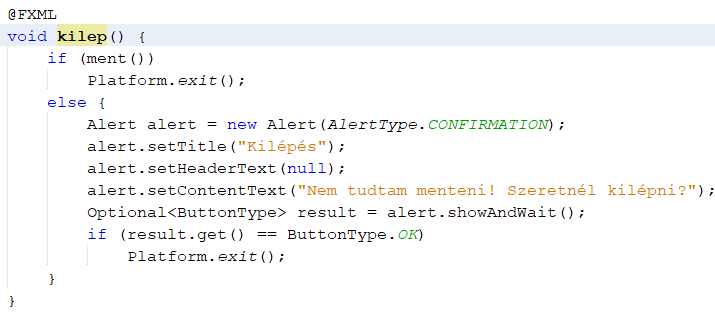 @FXML
void kilep() {
    if (ment())
        Platform.exit();
    else {
        Alert alert = new Alert(AlertType.CONFIRMATION);
        alert.setTitle("Kilépés");
        alert.setHeaderText(null);
        alert.setContentText("Nem tudtam menteni! Szeretnél kilépni?");
        Optional<ButtonType> result = alert.showAndWait();
        if (result.get() == ButtonType.OK)
            Platform.exit();
    }
}